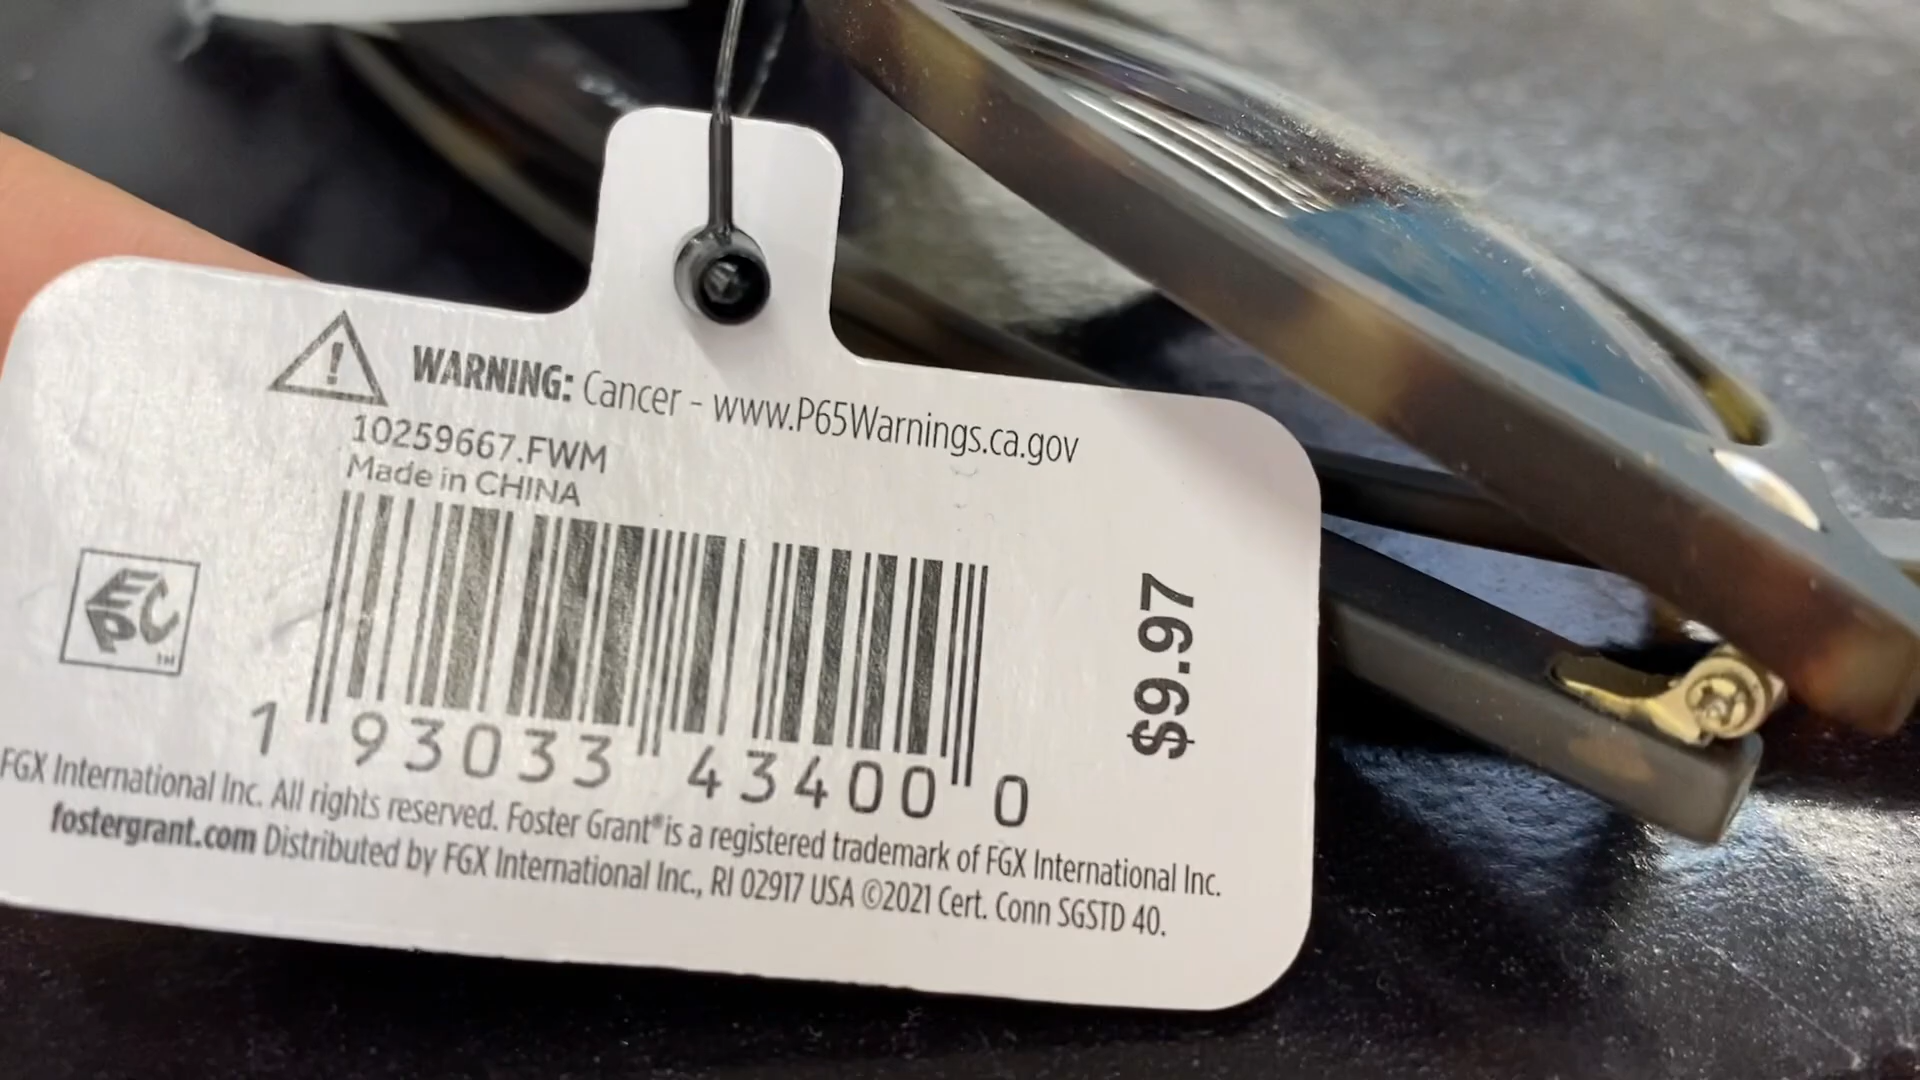 WARNING: Cancer - www.P65Warnings.ca.gov
10259667.FWM
Made in CHINA
EPC TM
$9.97
1 93033 43400 0
FGX International Inc. All rights reserved. Foster Grant® is a registered trademark of FGX International Inc.
fostergrant.com Distributed by FGX International Inc., RI 02917 USA ©2021 Cert. Conn SGSTD 40.